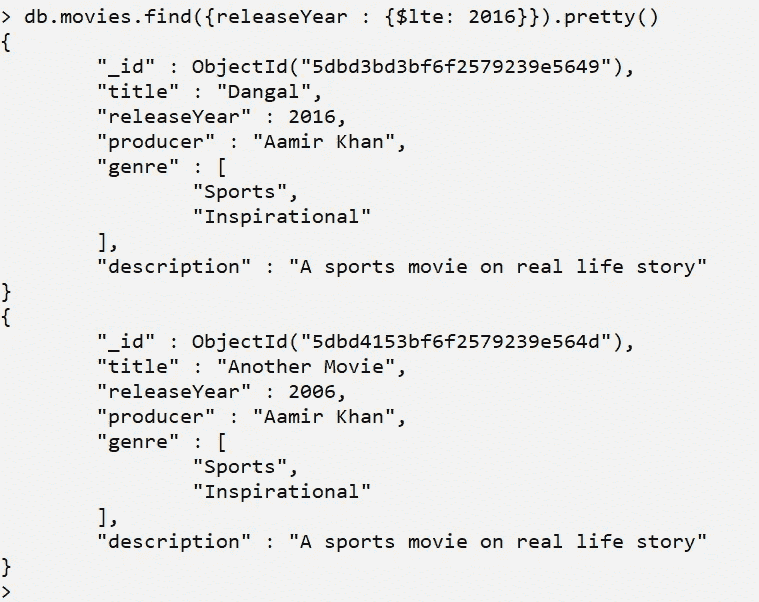 > db.movies.find({releaseYear : {$lte: 2016}}).pretty()
{
        "_id" : ObjectId("5dbd3bd3bf6f2579239e5649"),
        "title" : "Dangal",
        "releaseYear" : 2016,
        "producer" : "Aamir Khan",
        "genre" : [
                "Sports",
                "Inspirational"
        ],
        "description" : "A sports movie on real life story"
}
{
        "_id" : ObjectId("5dbd4153bf6f2579239e564d"),
        "title" : "Another Movie",
        "releaseYear" : 2006,
        "producer" : "Aamir Khan",
        "genre" : [
                "Sports",
                "Inspirational"
        ],
        "description" : "A sports movie on real life story"
}
>